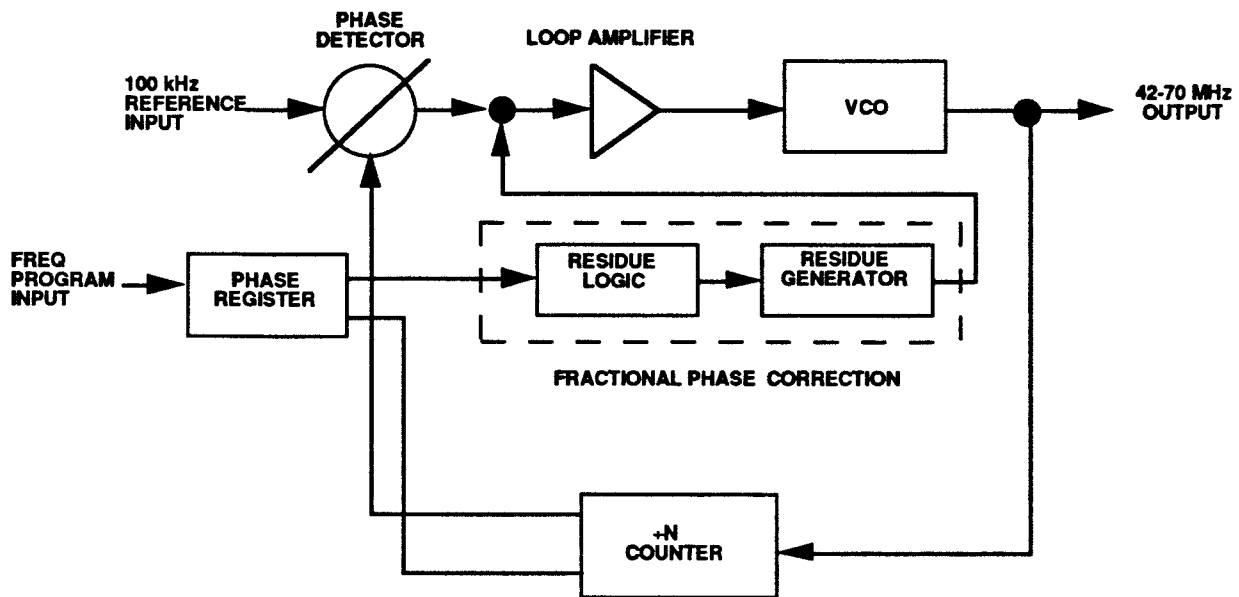 PHASE
DETECTOR
LOOP AMPLIFIER
100 kHz
REFERENCE
INPUT
VCO
42-70 MHz
OUTPUT
FREQ
PROGRAM
INPUT
PHASE
REGISTER
RESIDUE
LOGIC
RESIDUE
GENERATOR
FRACTIONAL PHASE CORRECTION
+N
COUNTER